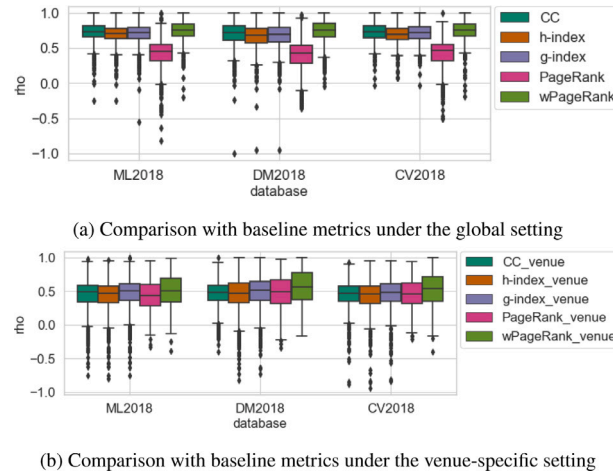 1.0
0.5
0.0
−0.5
−1.0
rho
ML2018
DM2018
CV2018
database
CC
h-index
g-index
PageRank
wPageRank
(a) Comparison with baseline metrics under the global setting
1.0
0.5
0.0
−0.5
−1.0
rho
ML2018
DM2018
CV2018
database
CC_venue
h-index_venue
g-index_venue
PageRank_venue
wPageRank_venue
(b) Comparison with baseline metrics under the venue-specific setting